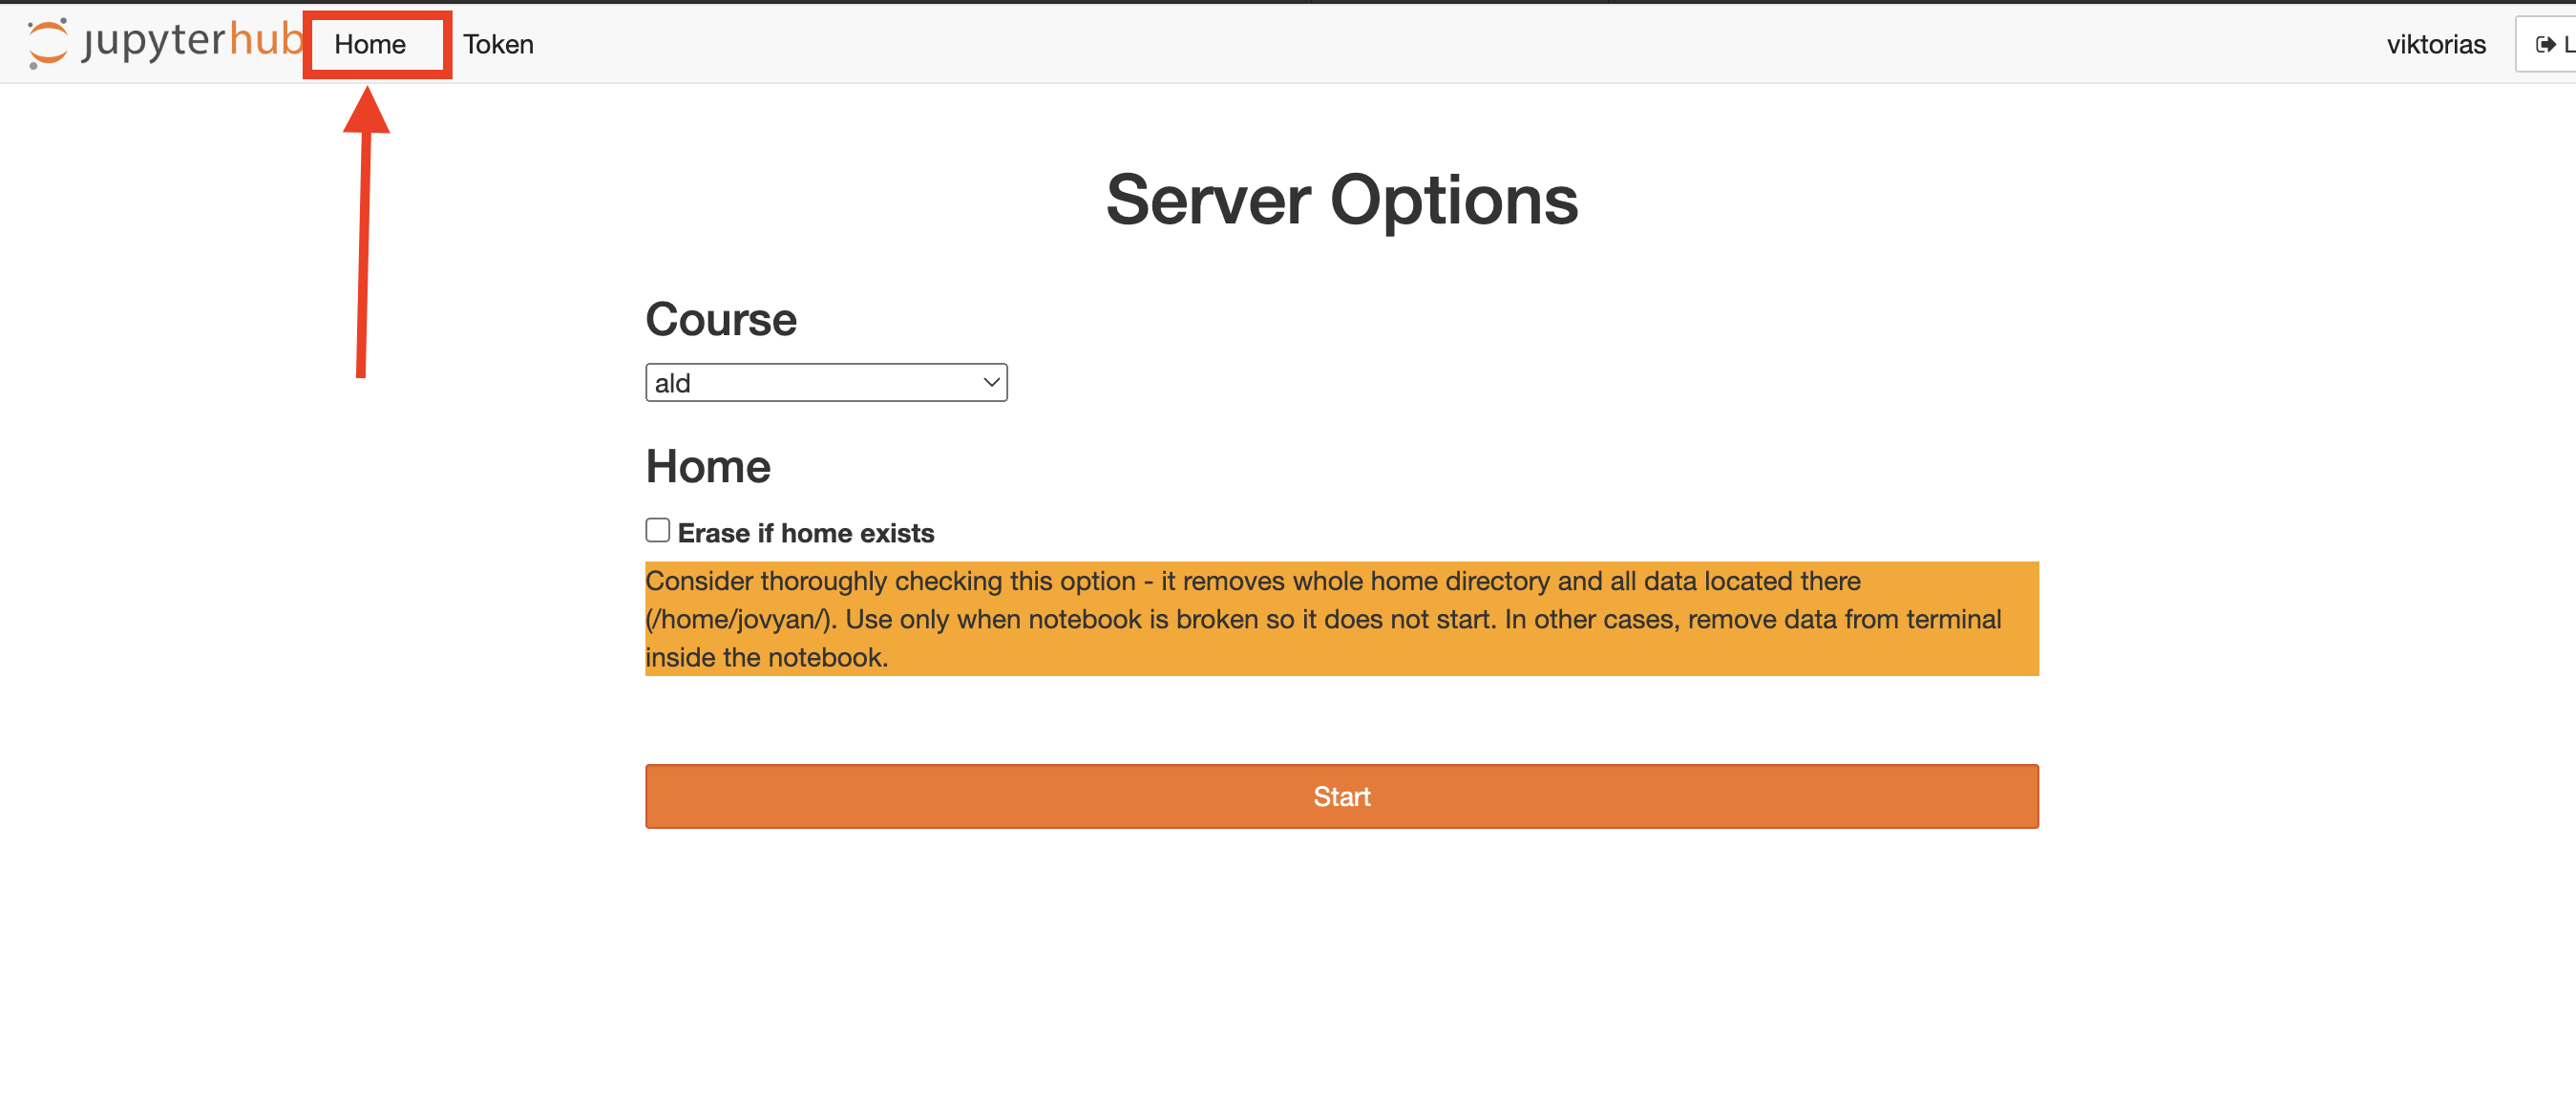 jupyterhub Home Token viktorias L
Server Options
Course
ald
Home
Erase if home exists
Consider thoroughly checking this option - it removes whole home directory and all data located there
(/home/jovyan/). Use only when notebook is broken so it does not start. In other cases, remove data from terminal
inside the notebook.
Start